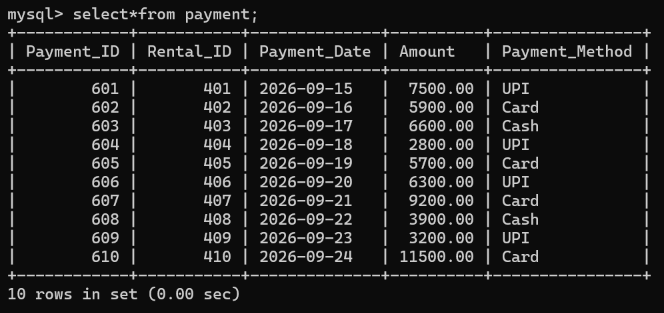 mysql> select*from payment;
+------------+-----------+--------------+----------+----------------+
| Payment_ID | Rental_ID | Payment_Date | Amount   | Payment_Method |
+------------+-----------+--------------+----------+----------------+
|        601 |       401 | 2026-09-15   |  7500.00 | UPI            |
|        602 |       402 | 2026-09-16   |  5900.00 | Card           |
|        603 |       403 | 2026-09-17   |  6600.00 | Cash           |
|        604 |       404 | 2026-09-18   |  2800.00 | UPI            |
|        605 |       405 | 2026-09-19   |  5700.00 | Card           |
|        606 |       406 | 2026-09-20   |  6300.00 | UPI            |
|        607 |       407 | 2026-09-21   |  9200.00 | Card           |
|        608 |       408 | 2026-09-22   |  3900.00 | Cash           |
|        609 |       409 | 2026-09-23   |  3200.00 | UPI            |
|        610 |       410 | 2026-09-24   | 11500.00 | Card           |
+------------+-----------+--------------+----------+----------------+
10 rows in set (0.00 sec)